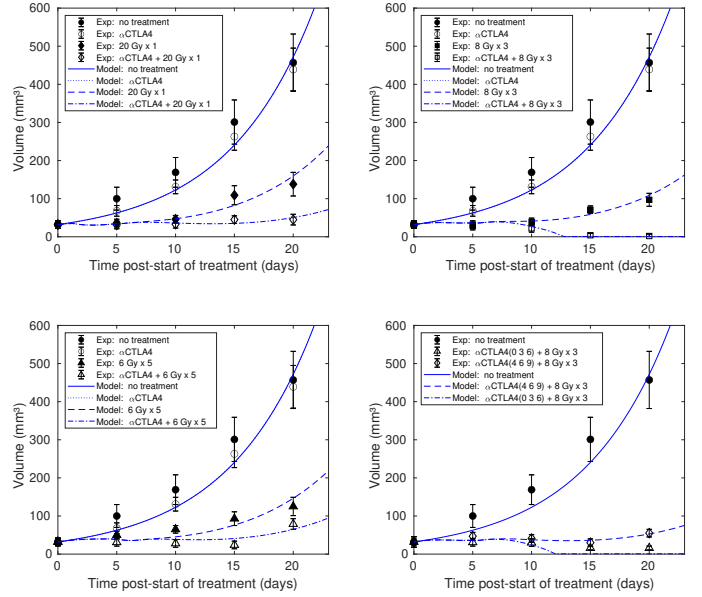 600
500
400
300
200
100
0
Volume (mm³)
Exp: no treatment
Exp: αCTLA4
Exp: 20 Gy x 1
Exp: αCTLA4 + 20 Gy x 1
Model: no treatment
Model: αCTLA4
Model: 20 Gy x 1
Model: αCTLA4 + 20 Gy x 1
0 5 10 15 20
Time post-start of treatment (days)
600
500
400
300
200
100
0
Volume (mm³)
Exp: no treatment
Exp: αCTLA4
Exp: 8 Gy x 3
Exp: αCTLA4 + 8 Gy x 3
Model: no treatment
Model: αCTLA4
Model: 8 Gy x 3
Model: αCTLA4 + 8 Gy x 3
0 5 10 15 20
Time post-start of treatment (days)
600
500
400
300
200
100
0
Volume (mm³)
Exp: no treatment
Exp: αCTLA4
Exp: 6 Gy x 5
Exp: αCTLA4 + 6 Gy x 5
Model: no treatment
Model: αCTLA4
Model: 6 Gy x 5
Model: αCTLA4 + 6 Gy x 5
0 5 10 15 20
Time post-start of treatment (days)
600
500
400
300
200
100
0
Volume (mm³)
Exp: no treatment
Exp: αCTLA4(0 3 6) + 8 Gy x 3
Exp: αCTLA4(4 6 9) + 8 Gy x 3
Model: no treatment
Model: αCTLA4(4 6 9) + 8 Gy x 3
Model: αCTLA4(0 3 6) + 8 Gy x 3
0 5 10 15 20
Time post-start of treatment (days)